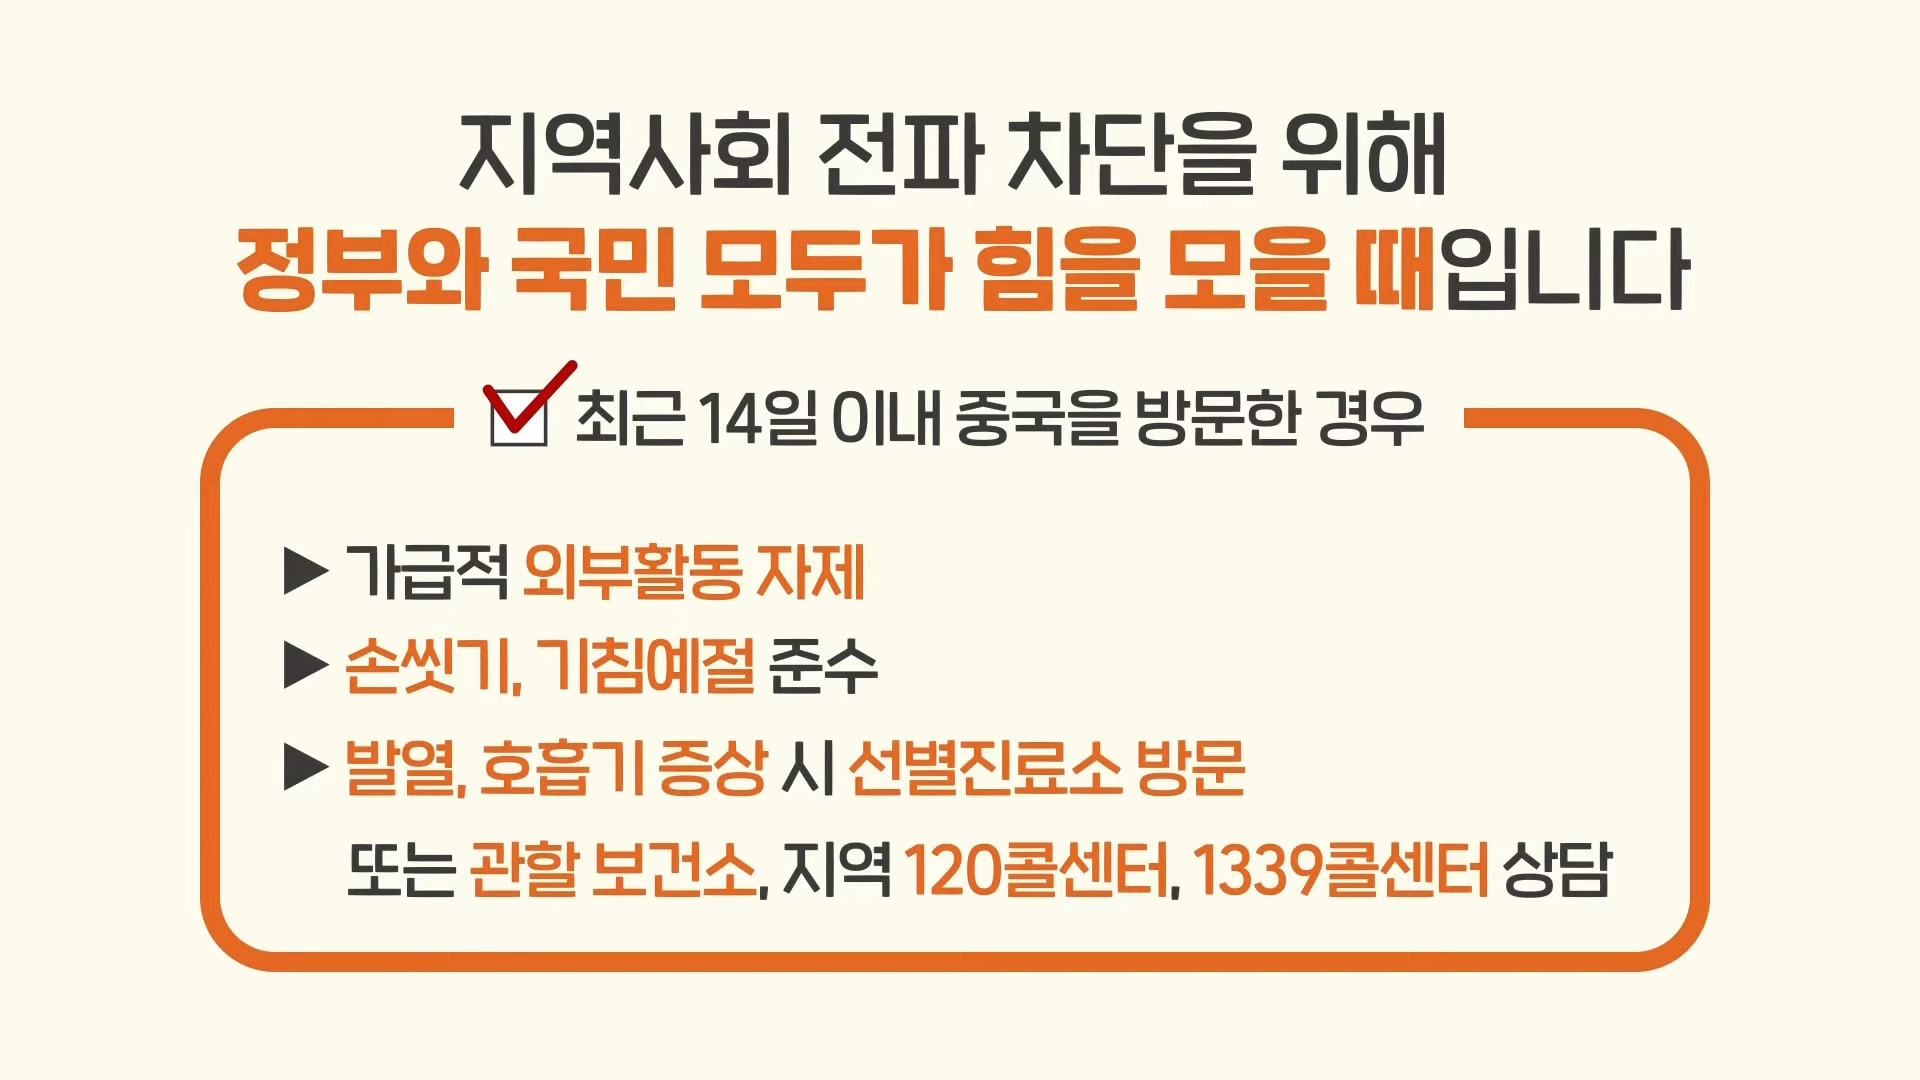 지역사회 전파 차단을 위해
정부와 국민 모두가 힘을 모을 때입니다
최근 14일 이내 중국을 방문한 경우
▶ 가급적 외부활동 자제
▶ 손씻기, 기침예절 준수
▶ 발열, 호흡기 증상 시 선별진료소 방문
또는 관할 보건소, 지역 120콜센터, 1339콜센터 상담